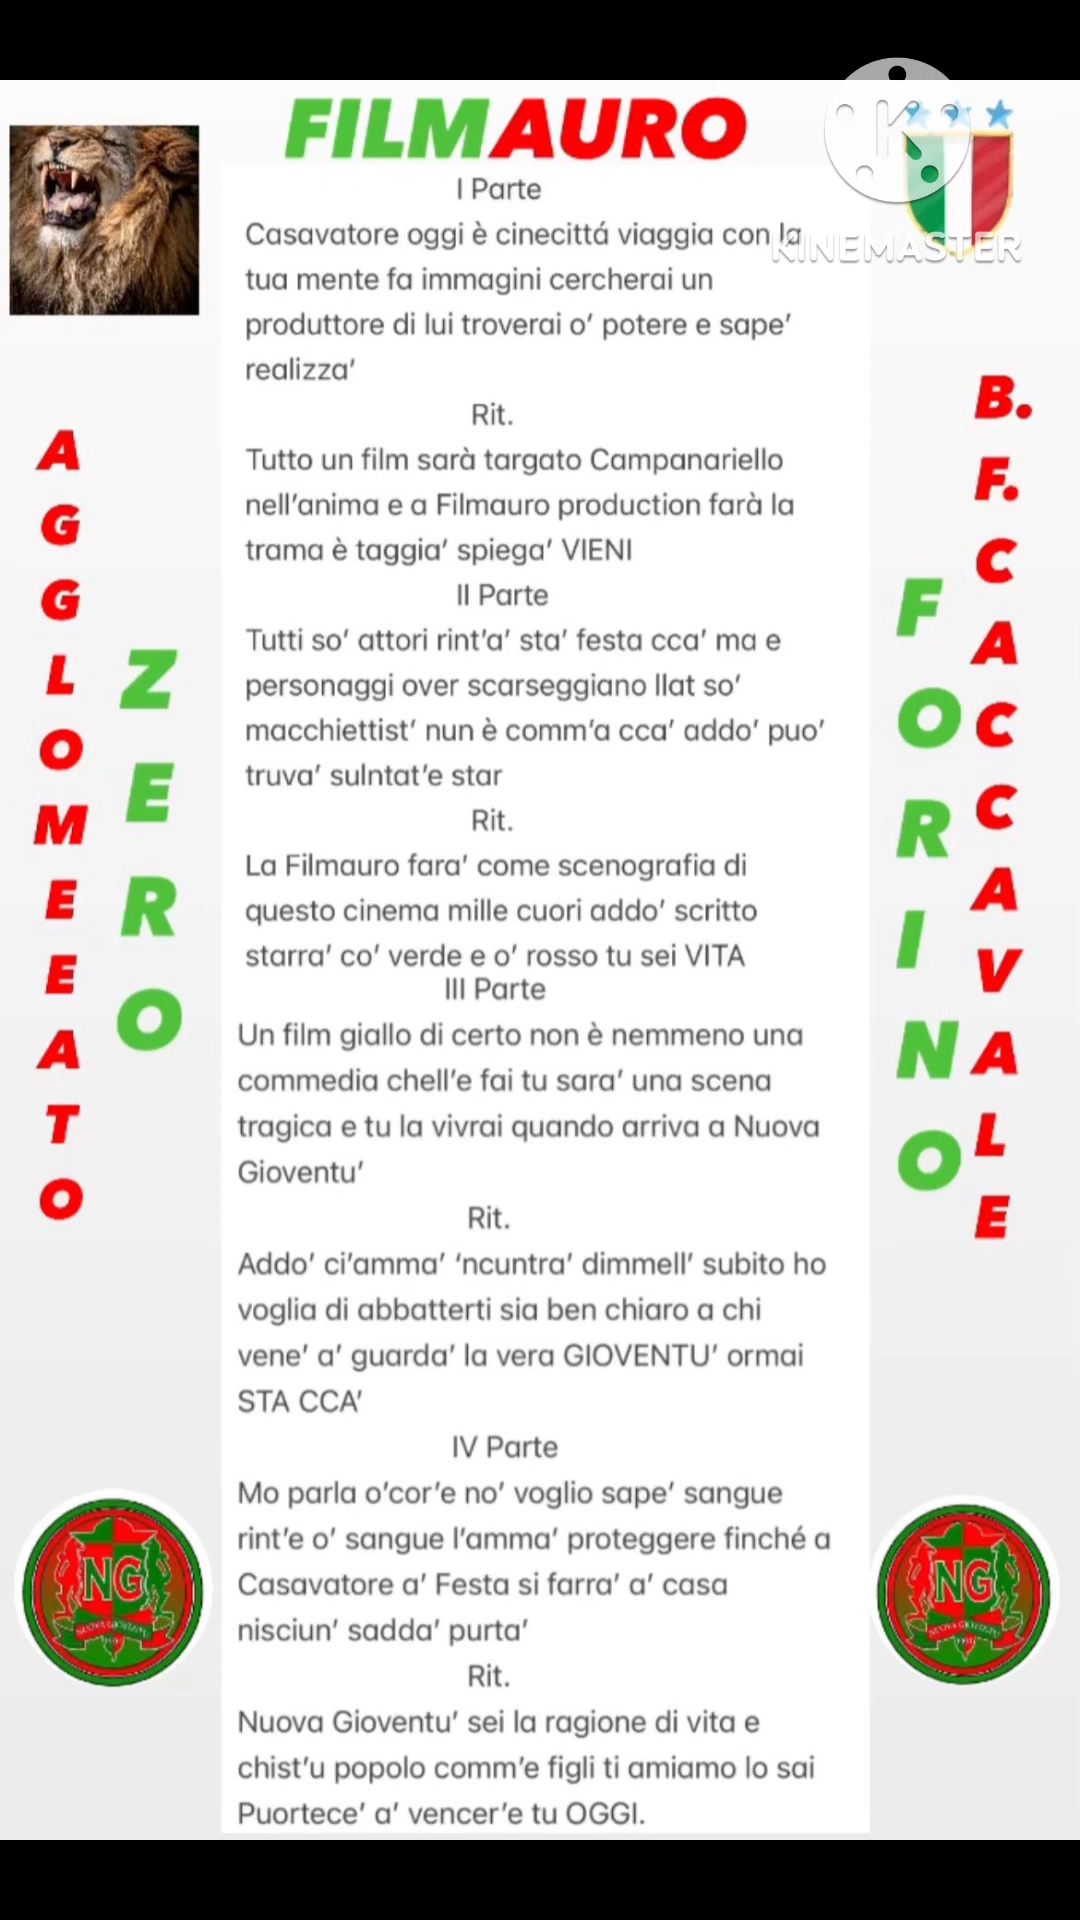 FILMAURO
KINEMASTER
I Parte
Casavatore oggi è cinecittá viaggia con la
tua mente fa immagini cercherai un
produttore di lui troverai o’ potere e sape’
realizza’
Rit.
Tutto un film sarà targato Campanariello
nell’anima e a Filmauro production farà la
trama è taggia’ spiega’ VIENI
II Parte
Tutti so’ attori rint’a’ sta’ festa cca’ ma e
personaggi over scarseggiano llat so’
macchiettist’ nun è comm’a cca’ addo’ puo’
truva’ sulntat’e star
Rit.
La Filmauro fara’ come scenografia di
questo cinema mille cuori addo’ scritto
starra’ co’ verde e o’ rosso tu sei VITA
III Parte
Un film giallo di certo non è nemmeno una
commedia chell’e fai tu sara’ una scena
tragica e tu la vivrai quando arriva a Nuova
Gioventu’
Rit.
Addo’ ci’amma’ ‘ncuntra’ dimmell’ subito ho
voglia di abbatterti sia ben chiaro a chi
vene’ a’ guarda’ la vera GIOVENTU’ ormai
STA CCA’
IV Parte
Mo parla o’cor’e no’ voglio sape’ sangue
rint’e o’ sangue l’amma’ proteggere finché a
Casavatore a’ Festa si farra’ a’ casa
nisciun’ sadda’ purta’
Rit.
Nuova Gioventu’ sei la ragione di vita e
chist’u popolo comm’e figli ti amiamo lo sai
Puortece’ a’ vencer’e tu OGGI.
AGGLOMEEATO
ZERO
FORINO
B.F.CACCAVALE
NG
NUOVA GIOVENTU
NG
NUOVA GIOVENTU